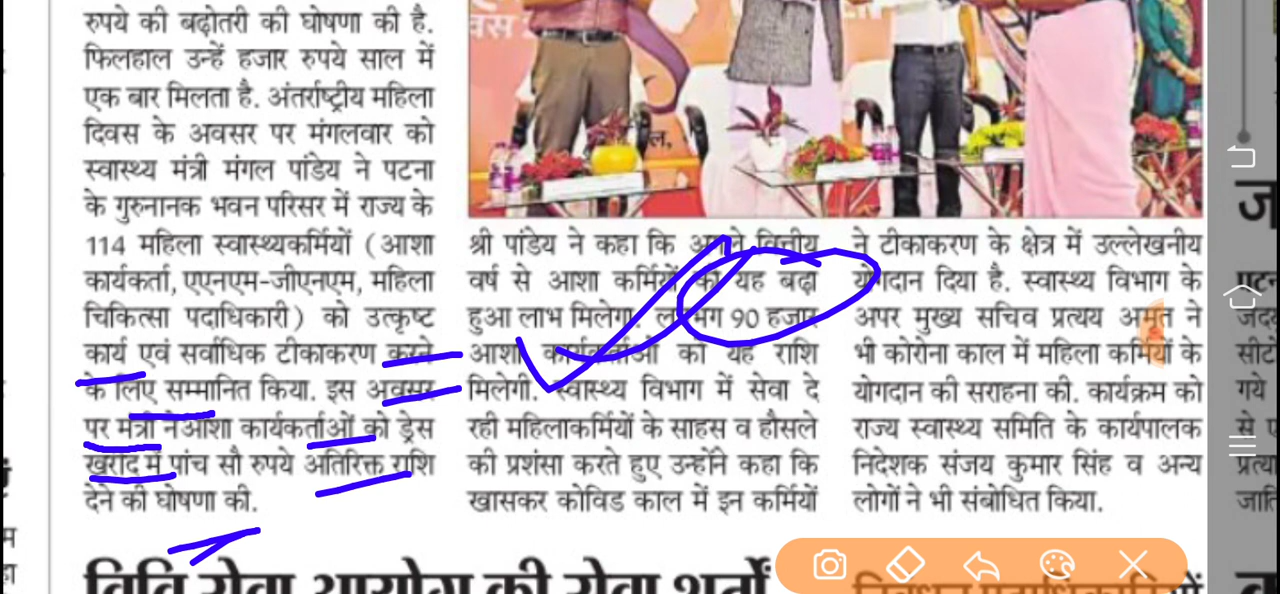 रुपये की बढ़ोतरी की घोषणा की है.
फिलहाल उन्हें हजार रुपये साल में
एक बार मिलता है. अंतर्राष्ट्रीय महिला
दिवस के अवसर पर मंगलवार को
स्वास्थ्य मंत्री मंगल पांडेय ने पटना
के गुरुनानक भवन परिसर में राज्य के
114 महिला स्वास्थ्यकर्मियों (आशा
कार्यकर्ता, एएनएम-जीएनएम, महिला
चिकित्सा पदाधिकारी) को उत्कृष्ट
कार्य एवं सर्वाधिक टीकाकरण करने
के लिए सम्मानित किया. इस अवसर
पर मंत्री ने आशा कार्यकर्ताओं को ड्रेस
खरीद में पांच सौ रुपये अतिरिक्त राशि
देने की घोषणा की.
श्री पांडेय ने कहा कि अगले वित्तीय
वर्ष से आशा कर्मियों को यह बढ़ा
हुआ लाभ मिलेगा. लगभग 90 हजार
आशा कार्यकर्ताओं को यह राशि
मिलेगी. स्वास्थ्य विभाग में सेवा दे
रही महिलाकर्मियों के साहस व हौसले
की प्रशंसा करते हुए उन्होंने कहा कि
खासकर कोविड काल में इन कर्मियों
ने टीकाकरण के क्षेत्र में उल्लेखनीय
योगदान दिया है. स्वास्थ्य विभाग के
अपर मुख्य सचिव प्रत्यय अमृत ने
भी कोरोना काल में महिला कर्मियों के
योगदान की सराहना की. कार्यक्रम को
राज्य स्वास्थ्य समिति के कार्यपालक
निदेशक संजय कुमार सिंह व अन्य
लोगों ने भी संबोधित किया.